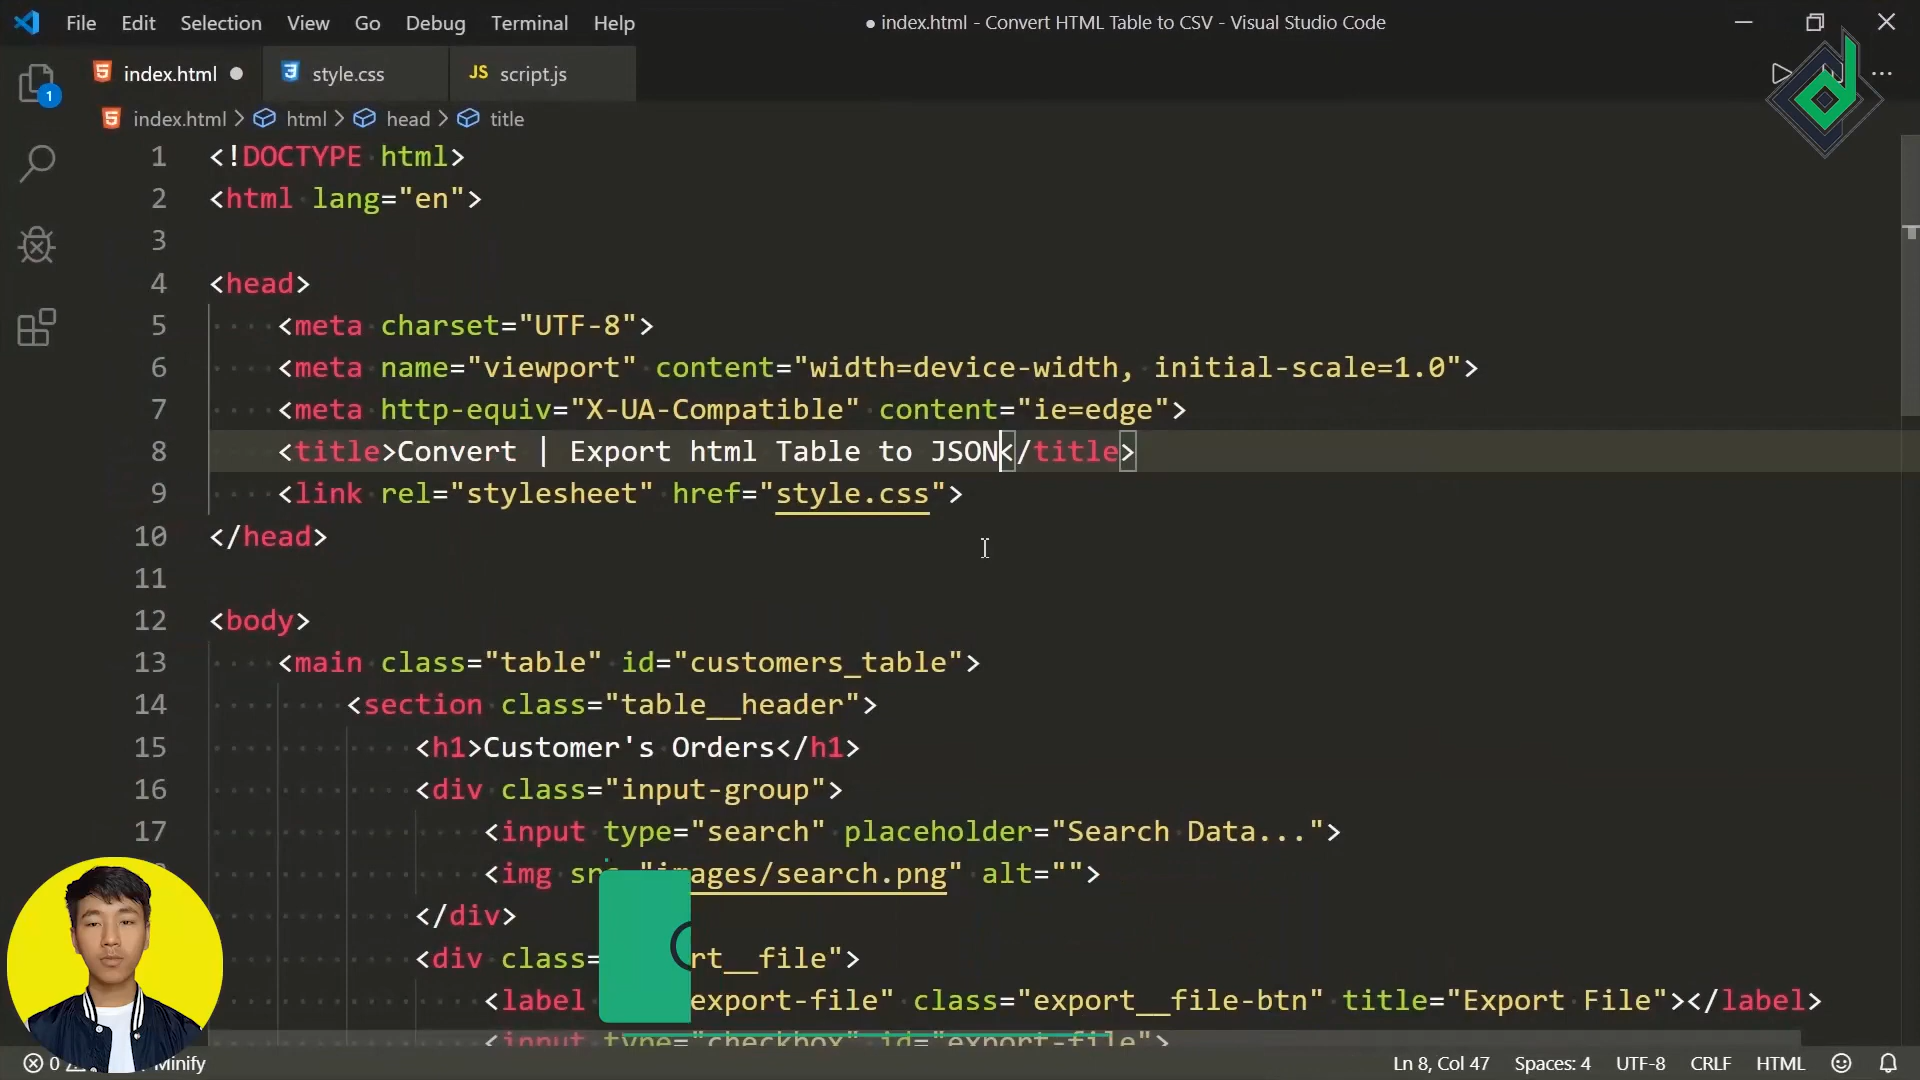 File Edit Selection View Go Debug Terminal Help
● index.html - Convert HTML Table to CSV - Visual Studio Code
index.html ● style.css JS script.js
1
index.html > html > head > title
1 <!DOCTYPE html>
2 <html lang="en">
3
4 <head>
5 <meta charset="UTF-8">
6 <meta name="viewport" content="width=device-width, initial-scale=1.0">
7 <meta http-equiv="X-UA-Compatible" content="ie=edge">
8 <title>Convert | Export html Table to JSON</title>
9 <link rel="stylesheet" href="style.css">
10 </head>
11
12 <body>
13 <main class="table" id="customers_table">
14 <section class="table__header">
15 <h1>Customer's Orders</h1>
16 <div class="input-group">
17 <input type="search" placeholder="Search Data...">
<img src="images/search.png" alt="">
</div>
<div class= rt__file">
<label export-file" class="export__file-btn" title="Export File"></label>
<input type="checkbox" id="export-file">
0 Minify Ln 8, Col 47 Spaces: 4 UTF-8 CRLF HTML